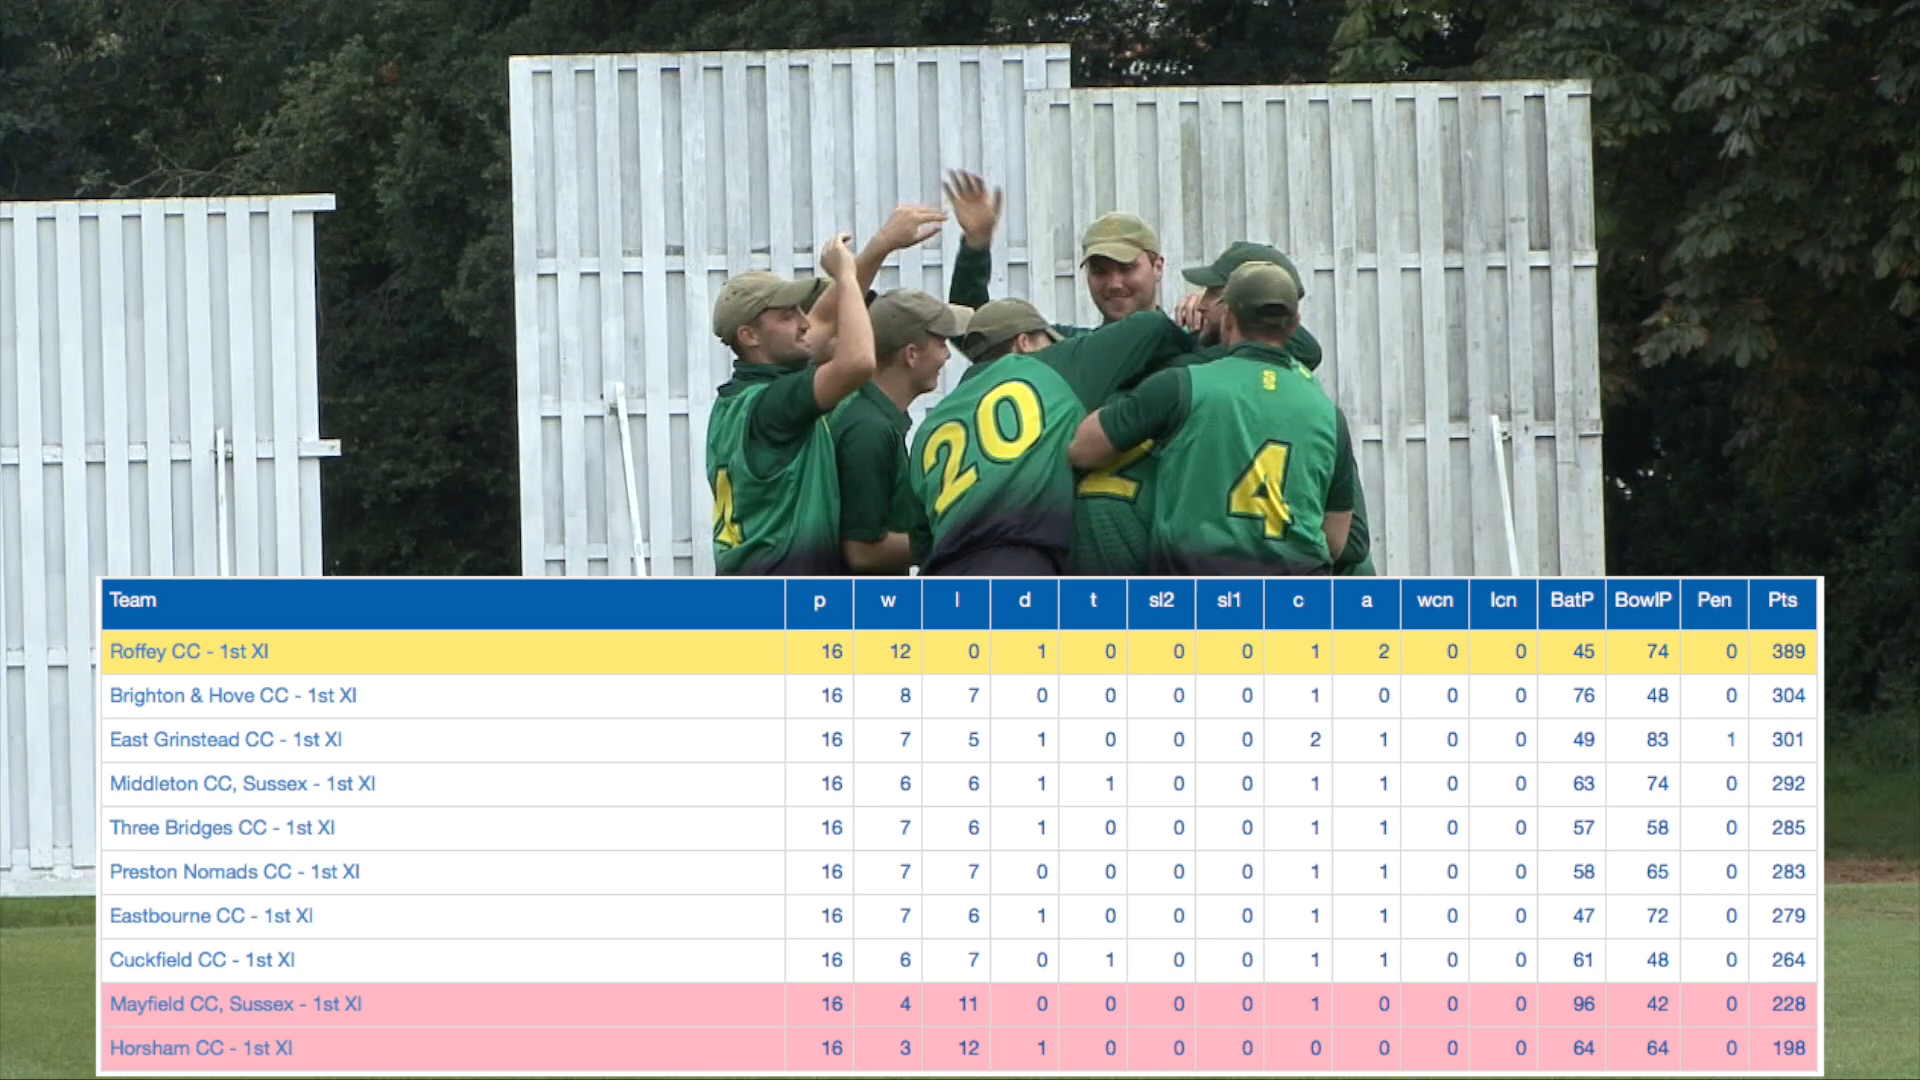 20
4
Team p w l d t sl2 sl1 c a wcn lcn BatP BowlP Pen Pts
Roffey CC - 1st XI 16 12 0 1 0 0 0 1 2 0 0 45 74 0 389
Brighton & Hove CC - 1st XI 16 8 7 0 0 0 0 1 0 0 0 76 48 0 304
East Grinstead CC - 1st XI 16 7 5 1 0 0 0 2 1 0 0 49 83 1 301
Middleton CC, Sussex - 1st XI 16 6 6 1 1 0 0 1 1 0 0 63 74 0 292
Three Bridges CC - 1st XI 16 7 6 1 0 0 0 1 1 0 0 57 58 0 285
Preston Nomads CC - 1st XI 16 7 7 0 0 0 0 1 1 0 0 58 65 0 283
Eastbourne CC - 1st XI 16 7 6 1 0 0 0 1 1 0 0 47 72 0 279
Cuckfield CC - 1st XI 16 6 7 0 1 0 0 1 1 0 0 61 48 0 264
Mayfield CC, Sussex - 1st XI 16 4 11 0 0 0 0 1 0 0 0 96 42 0 228
Horsham CC - 1st XI 16 3 12 1 0 0 0 0 0 0 0 64 64 0 198